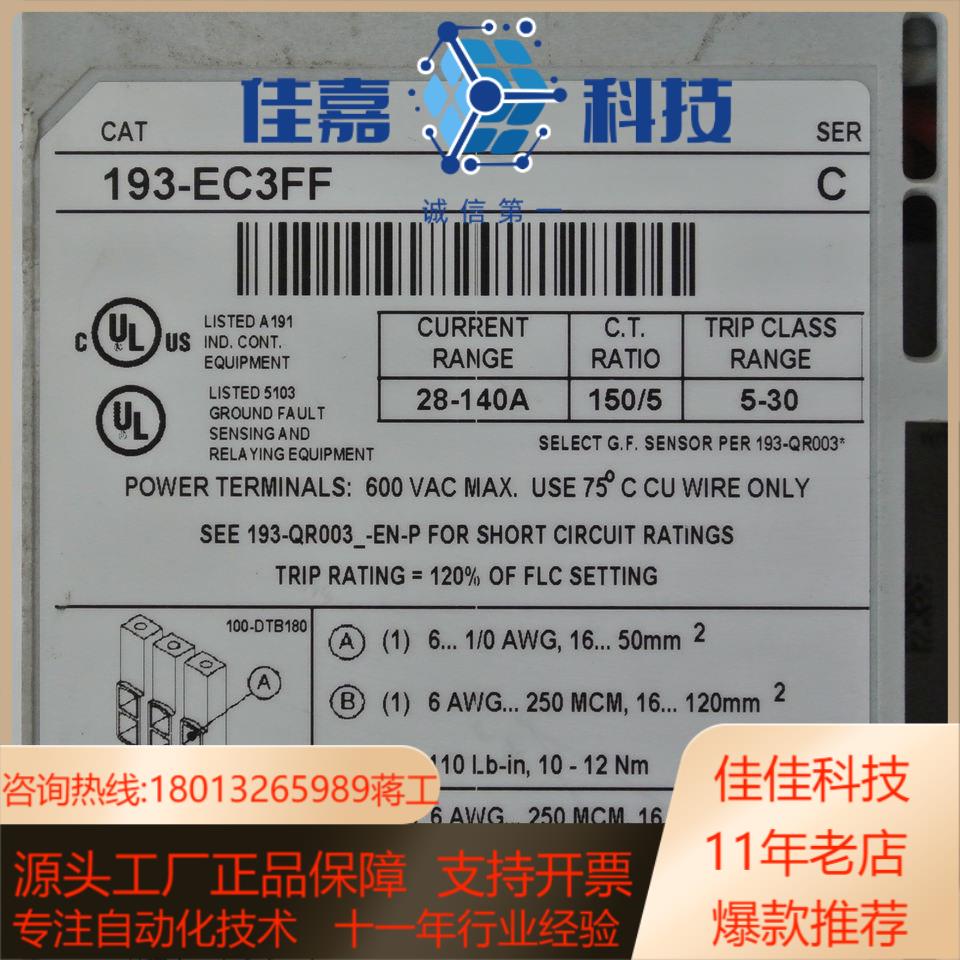 佳嘉 科技
诚信第一
CAT SER
193-EC3FF C
C UL US LISTED A191
IND. CONT.
EQUIPMENT
UL LISTED 5103
GROUND FAULT
SENSING AND
RELAYING EQUIPMENT
CURRENT RANGE C.T. RATIO TRIP CLASS RANGE
28-140A 150/5 5-30
SELECT G.F. SENSOR PER 193-QR003*
POWER TERMINALS: 600 VAC MAX. USE 75° C CU WIRE ONLY
SEE 193-QR003_-EN-P FOR SHORT CIRCUIT RATINGS
TRIP RATING = 120% OF FLC SETTING
100-DTB180
A
A (1) 6... 1/0 AWG, 16... 50mm 2
B (1) 6 AWG... 250 MCM, 16... 120mm 2
110 Lb-in, 10 - 12 Nm
6 AWG... 250 MCM, 16
咨询热线:18013265989蒋工
源头工厂正品保障 支持开票
专注自动化技术 十一年行业经验
佳佳科技
11年老店
爆款推荐